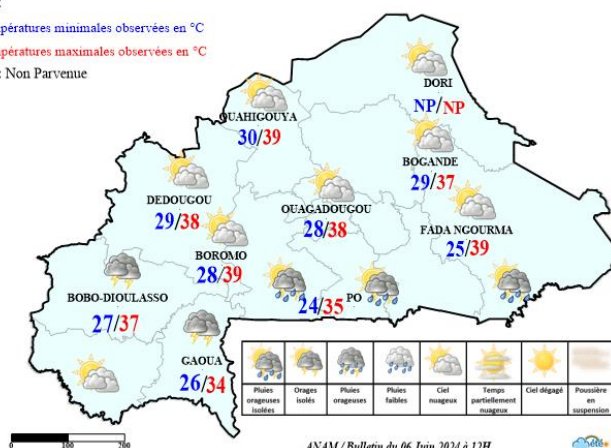 pératures minimales observées en °C
pératures maximales observées en °C
: Non Parvenue
DORI
NP/NP
OUAHIGOUYA
30/39
BOGANDE
29/37
DEDOUGOU
29/38
OUAGADOUGOU
28/38
FADA NGOURMA
25/39
BOROMO
28/39
BOBO-DIOULASSO
27/37
24/35 PO
GAOUA
26/34
Pluies orageuses isolées
Orages isolés
Pluies orageuses
Pluies faibles
Ciel nuageux
Temps partiellement nuageux
Ciel dégagé
Poussière en suspension
0 100 200
ANAM / Bulletin du 06 Juin 2024 à 12H